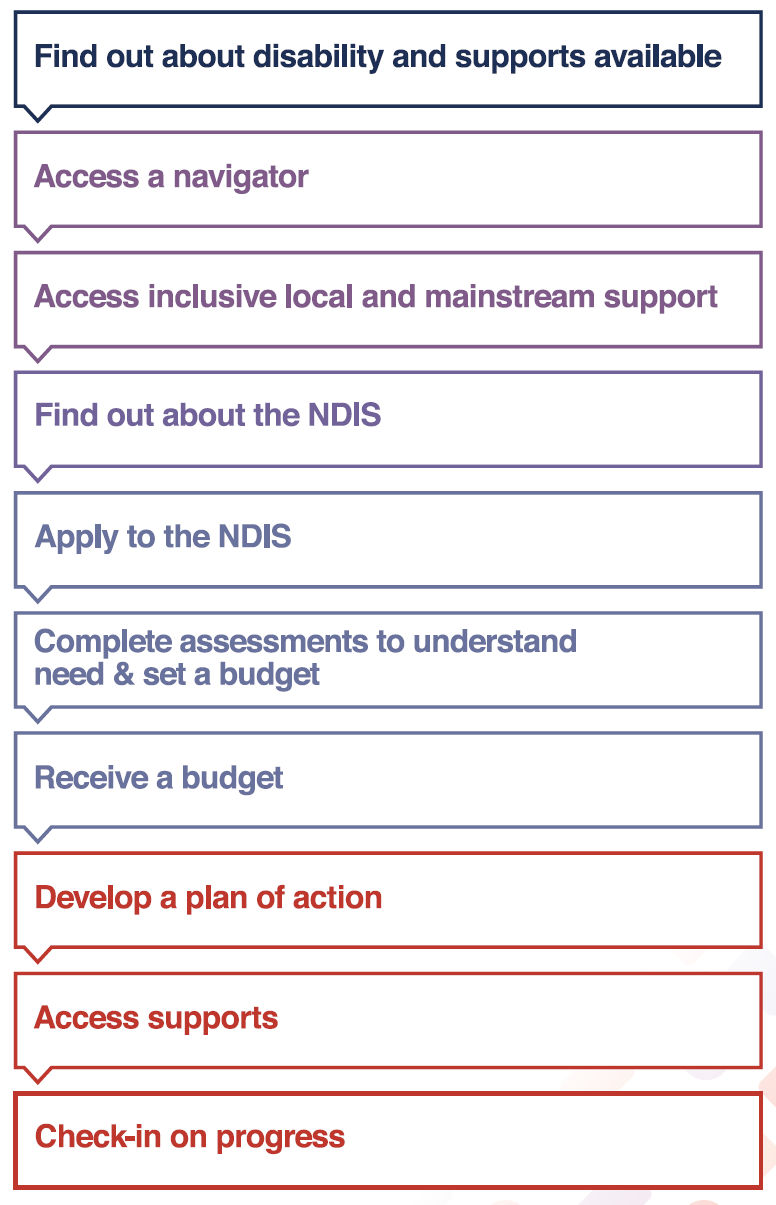 Find out about disability and supports available
Access a navigator
Access inclusive local and mainstream support
Find out about the NDIS
Apply to the NDIS
Complete assessments to understand
need & set a budget
Receive a budget
Develop a plan of action
Access supports
Check-in on progress